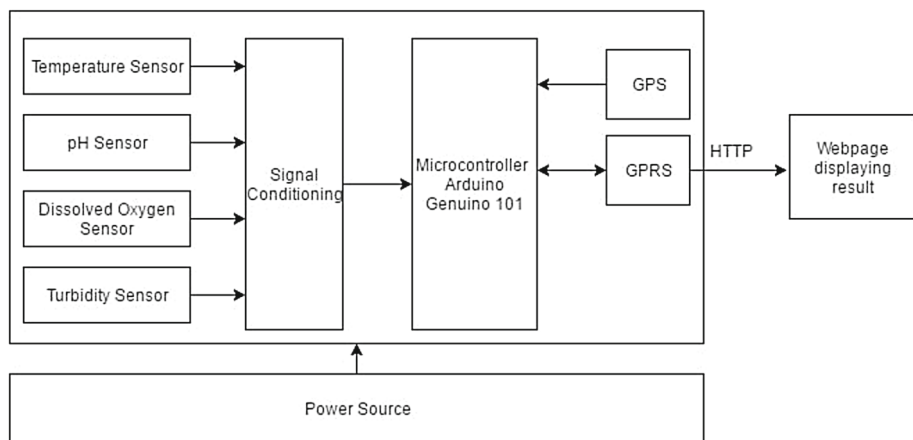 Temperature Sensor
pH Sensor
Dissolved Oxygen
Sensor
Turbidity Sensor
Signal
Conditioning
Microcontroller
Arduino
Genuino 101
GPS
GPRS
HTTP
Webpage
displaying
result
Power Source